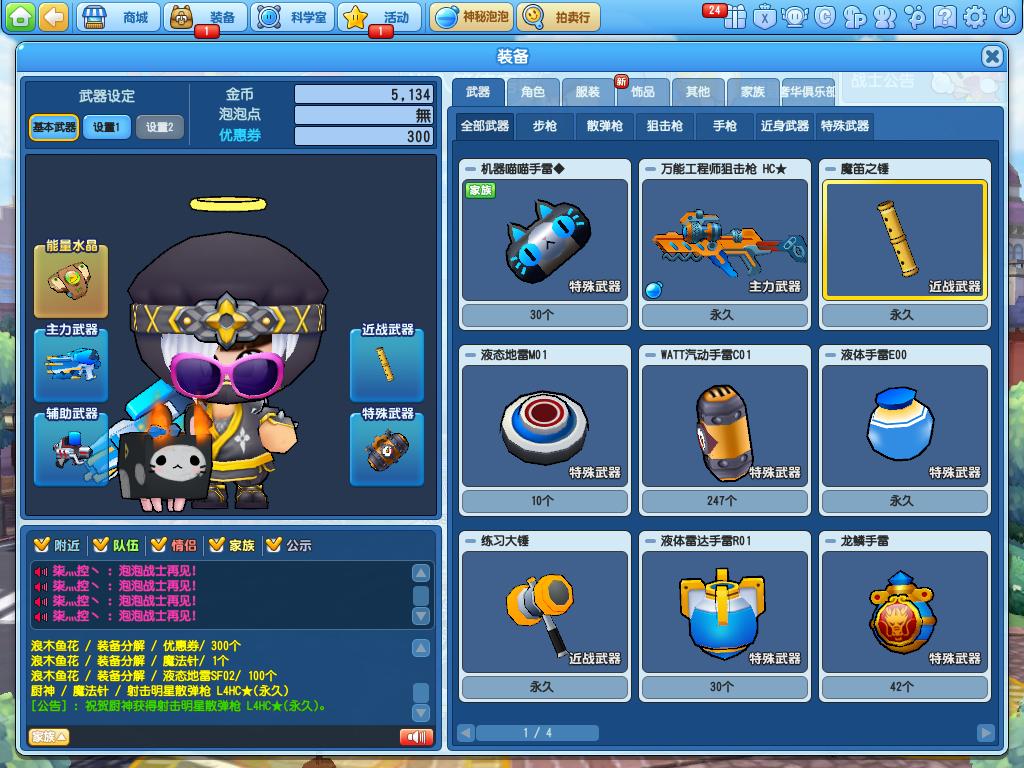 商城
装备
科学室
活动
神秘泡泡
拍卖行
24
1
1
装备
武器设定
基本武器
设置1
设置2
金币
5,134
泡泡点
無
优惠券
300
能量水晶
主力武器
辅助武器
近战武器
特殊武器
附近
队伍
情侣
家族
公示
泡泡战士再见!
泡泡战士再见!
泡泡战士再见!
泡泡战士再见!
浪木鱼花 / 装备分解 / 优惠券/ 300个
浪木鱼花 / 装备分解 / 魔法针/ 1个
浪木鱼花 / 装备分解 / 液态地雷SF02/ 100个
厨神 / 魔法针 / 射击明星散弹枪 L4HC★(永久)
[公告] : 祝贺厨神获得射击明星散弹枪 L4HC★(永久)。
家族
武器
角色
服装
新
饰品
其他
家族
奢华俱乐部
战士公告
全部武器
步枪
散弹枪
狙击枪
手枪
近身武器
特殊武器
机器喵喵手雷◆
家族
特殊武器
30个
万能工程师狙击枪 HC★
主力武器
永久
魔笛之锤
近战武器
永久
液态地雷M01
特殊武器
10个
WATT汽动手雷C01
特殊武器
247个
液体手雷E00
特殊武器
永久
练习大锤
近战武器
永久
液体雷达手雷R01
特殊武器
30个
龙鳞手雷
特殊武器
42个
1 / 4